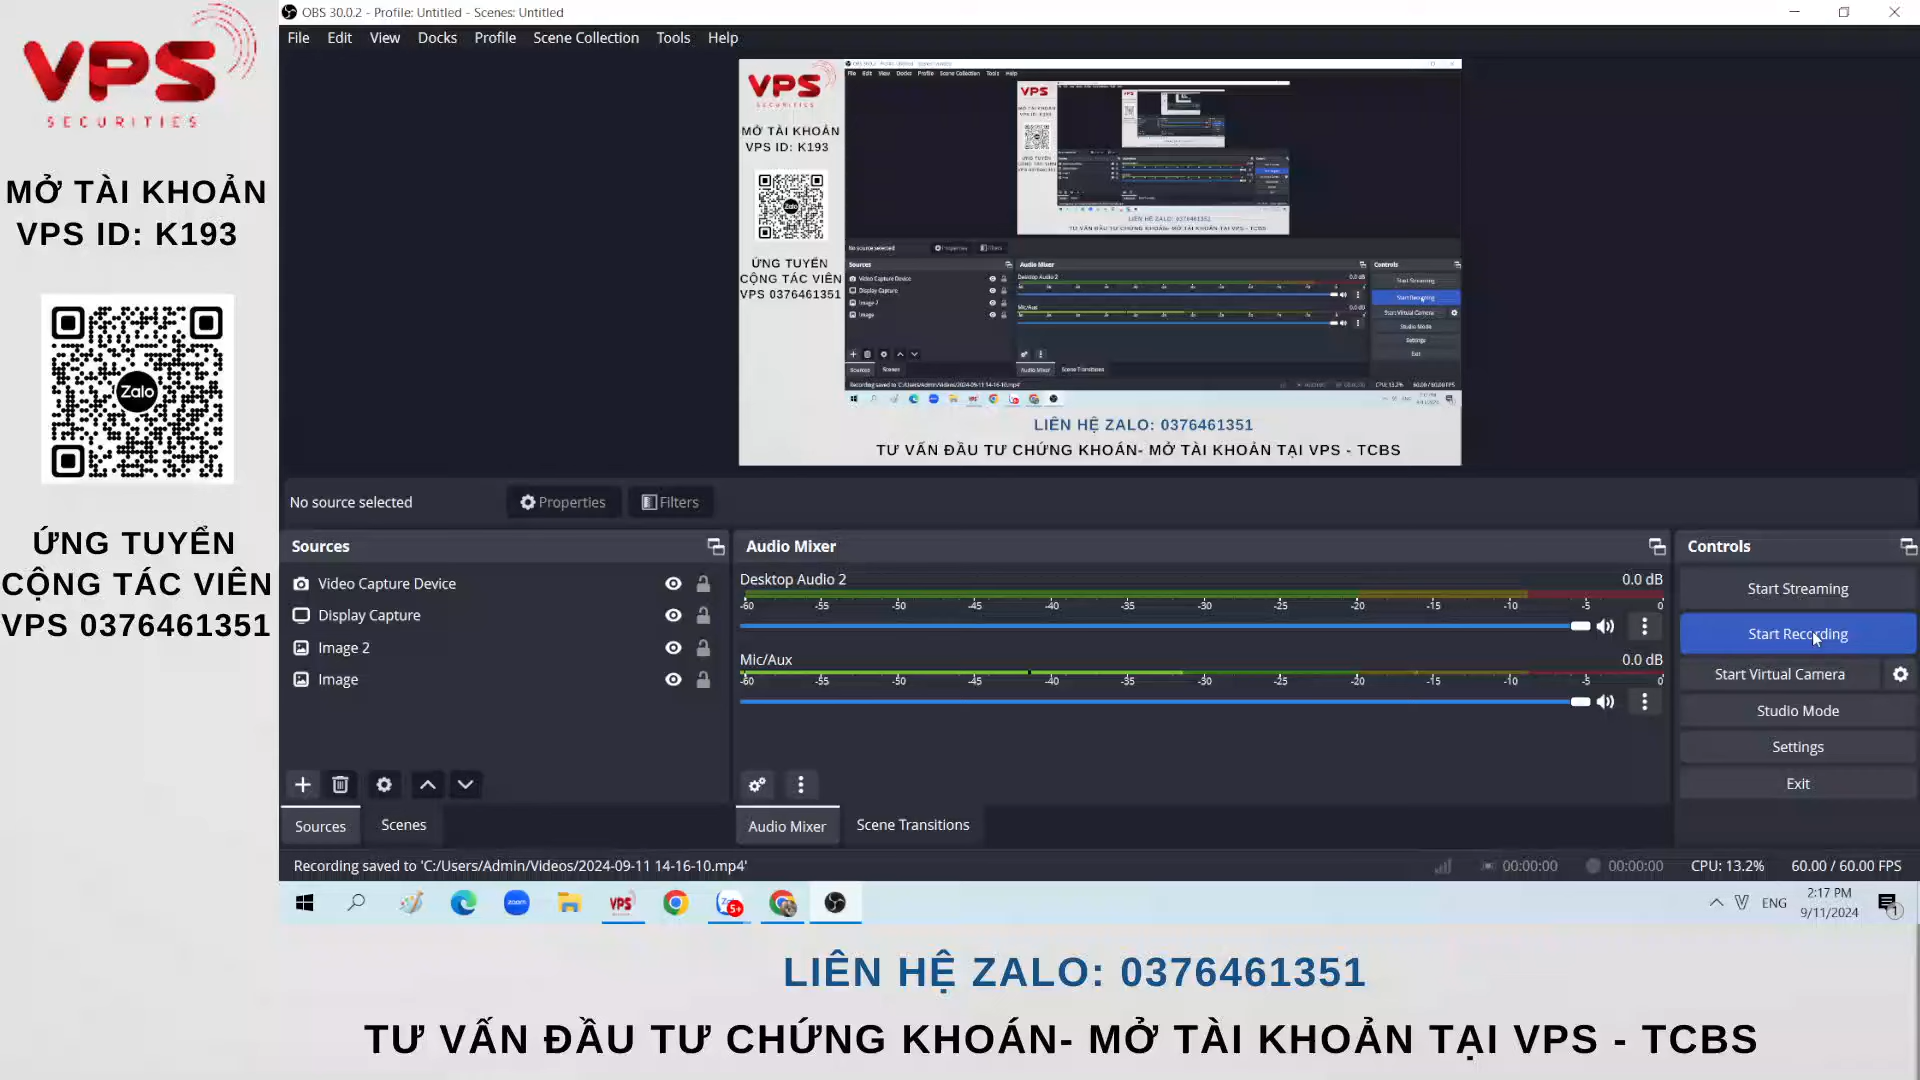 VPS
SECURITIES
MỞ TÀI KHOẢN
VPS ID: K193
Zalo
ỨNG TUYỂN
CỘNG TÁC VIÊN
VPS 0376461351
OBS 30.0.2 - Profile: Untitled - Scenes: Untitled
File Edit View Docks Profile Scene Collection Tools Help
VPS
SECURITIES
MỞ TÀI KHOẢN
VPS ID: K193
Zalo
ỨNG TUYỂN
CỘNG TÁC VIÊN
VPS 0376461351
LIÊN HỆ ZALO: 0376461351
TƯ VẤN ĐẦU TƯ CHỨNG KHOÁN- MỞ TÀI KHOẢN TẠI VPS - TCBS
No source selected Properties Filters
Sources
Video Capture Device
Display Capture
Image 2
Image
Sources Scenes
Audio Mixer
Desktop Audio 2 0.0 dB
-60 -55 -50 -45 -40 -35 -30 -25 -20 -15 -10 -5 0
Mic/Aux 0.0 dB
-60 -55 -50 -45 -40 -35 -30 -25 -20 -15 -10 -5 0
Audio Mixer Scene Transitions
Controls
Start Streaming
Start Recording
Start Virtual Camera
Studio Mode
Settings
Exit
Recording saved to 'C:/Users/Admin/Videos/2024-09-11 14-16-10.mp4' 00:00:00 00:00:00 CPU: 13.2% 60.00 / 60.00 FPS
zoom VPS 5+ ENG 2:17 PM
9/11/2024 1
LIÊN HỆ ZALO: 0376461351
TƯ VẤN ĐẦU TƯ CHỨNG KHOÁN- MỞ TÀI KHOẢN TẠI VPS - TCBS